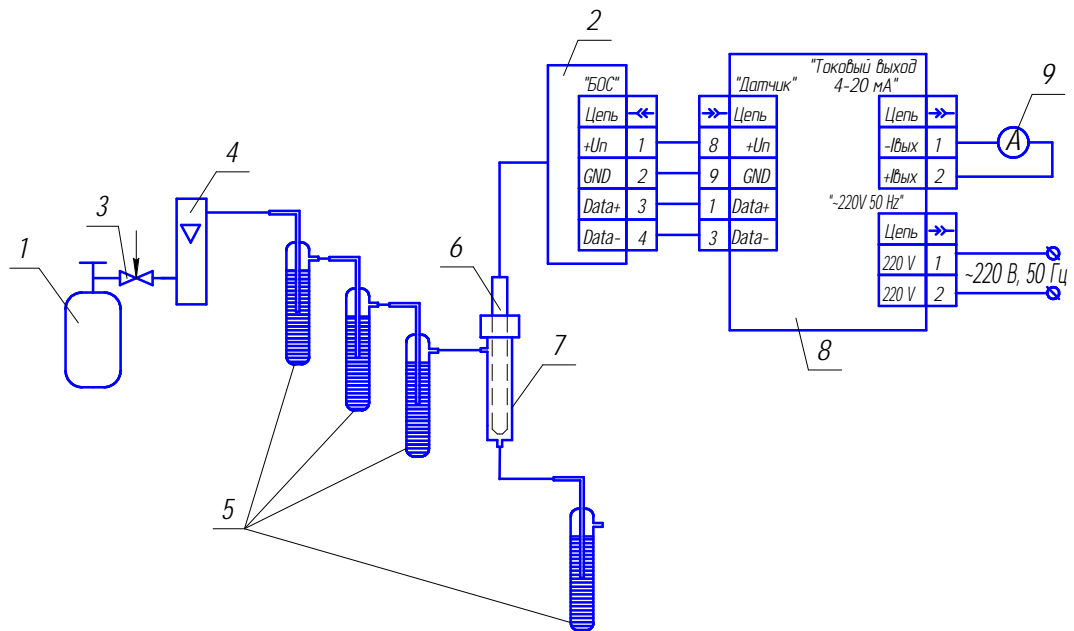 2
"Токовый выход
4-20 мА"
"БОС"
"Датчик"
9
Цепь
Цепь
Цепь
4
+Uп 1
8 +Uп
-Iвых 1
А
3
GND 2
9 GND
+Iвых 2
1
Data+ 3
1 Data+
"~220V 50 Hz"
Data- 4
3 Data-
Цепь
6
220 V 1
~220 В, 50 Гц
220 V 2
8
7
5